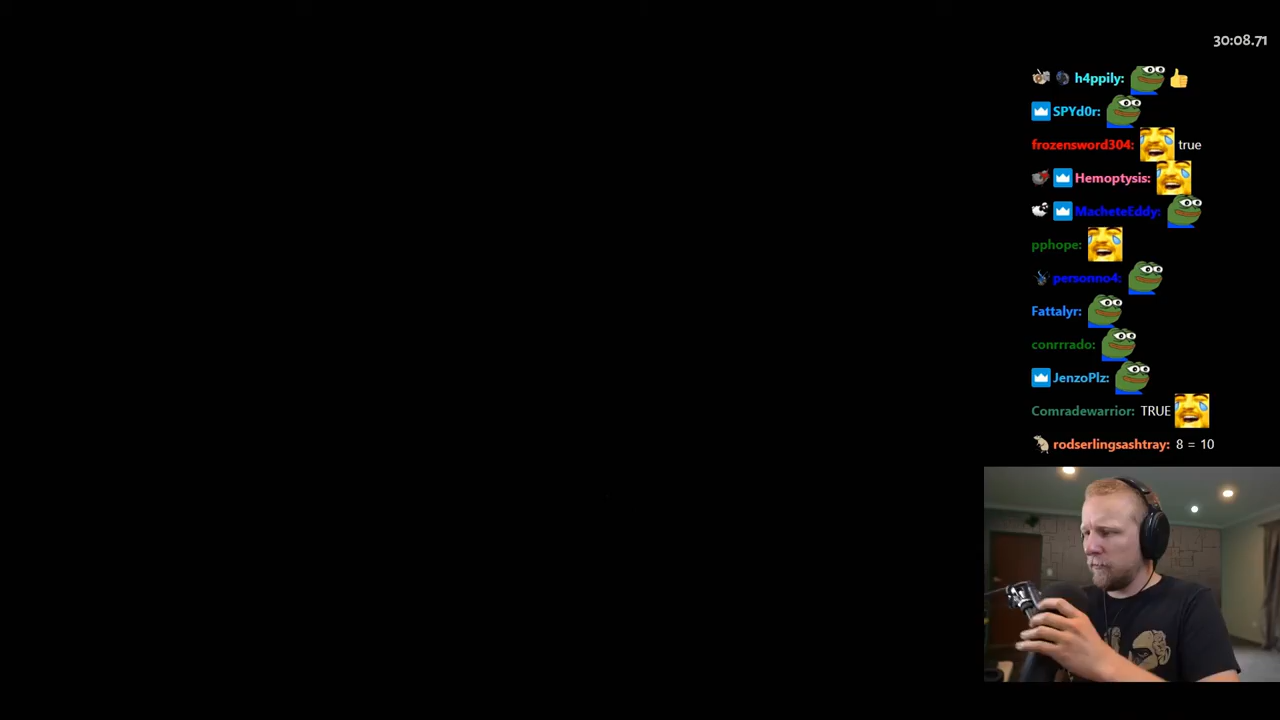 30:08.71
h4ppily:
SPYd0r:
frozensword304: true
Hemoptysis:
MacheteEddy:
pphope:
personno4:
Fattalyr:
conrrrado:
JenzoPlz:
Comradewarrior: TRUE
rodserlingsashtray: 8 = 10